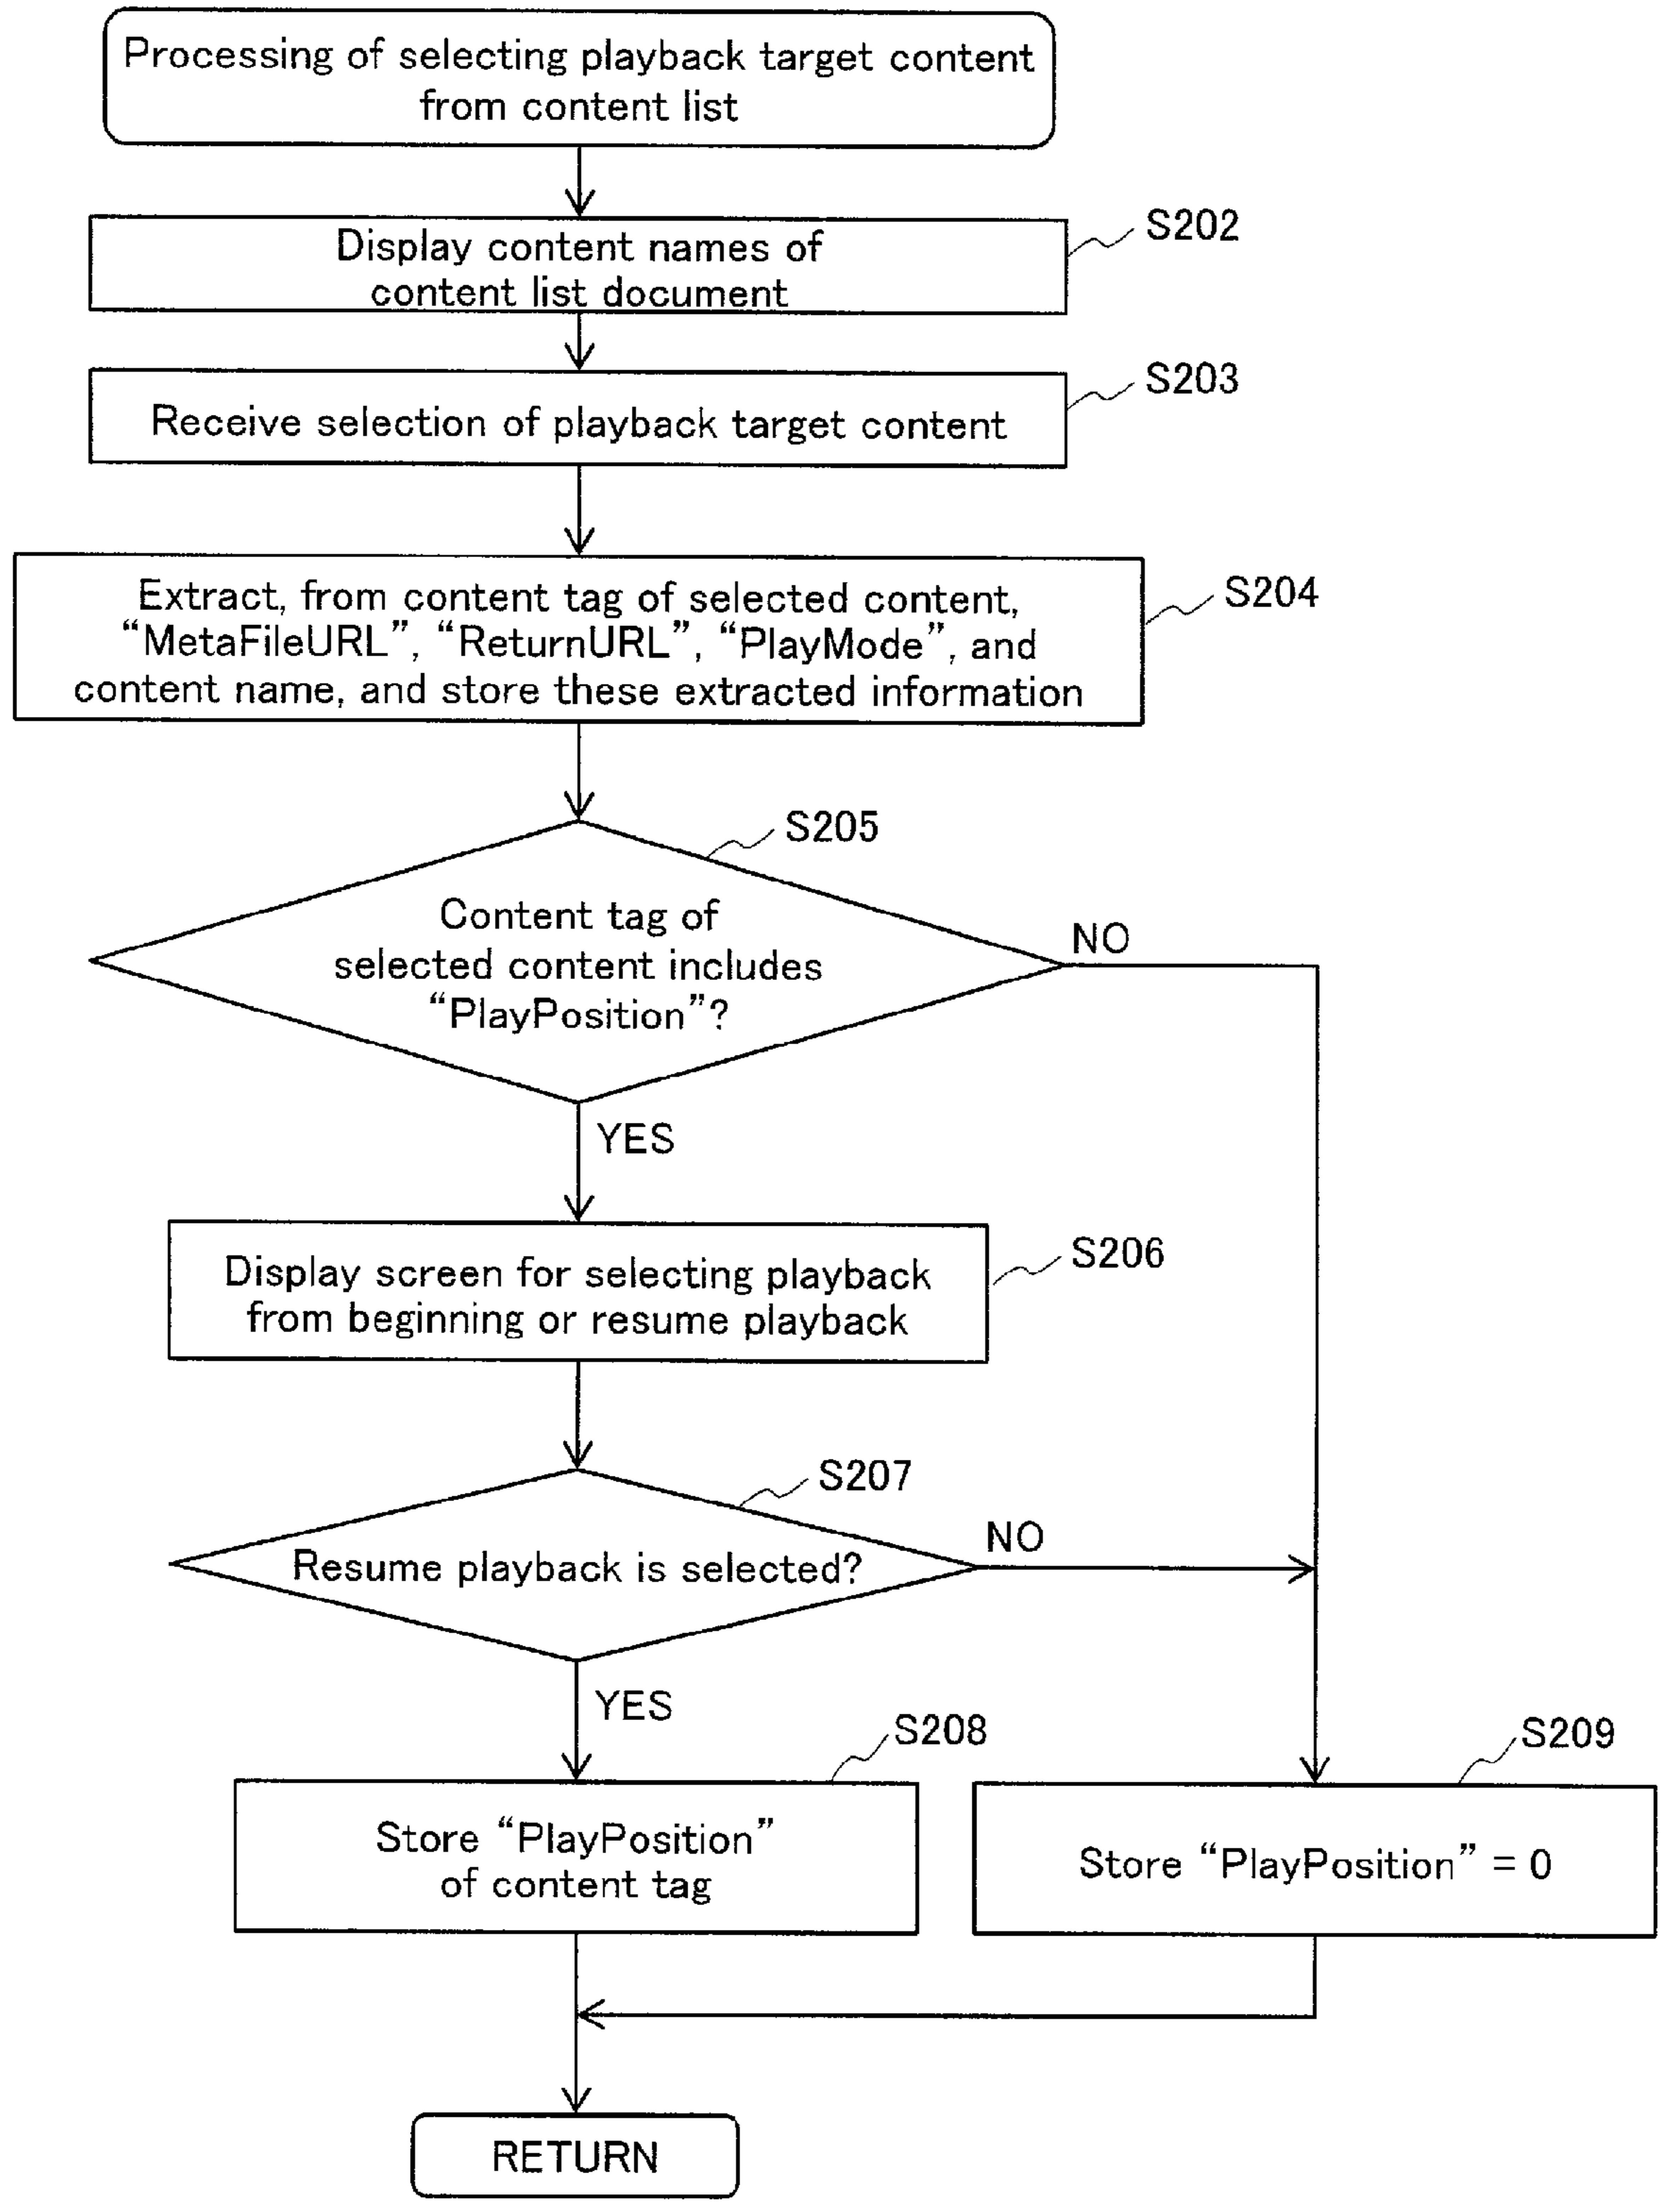 Processing of selecting playback target content
from content list
S202
Display content names of
content list document
S203
Receive selection of playback target content
S204
Extract, from content tag of selected content,
“MetaFileURL”, “ReturnURL”, “PlayMode”, and
content name, and store these extracted information
S205
Content tag of
selected content includes
“PlayPosition”?
NO
YES
S206
Display screen for selecting playback
from beginning or resume playback
S207
Resume playback is selected?
NO
YES
S208
Store “PlayPosition”
of content tag
S209
Store “PlayPosition” = 0
RETURN